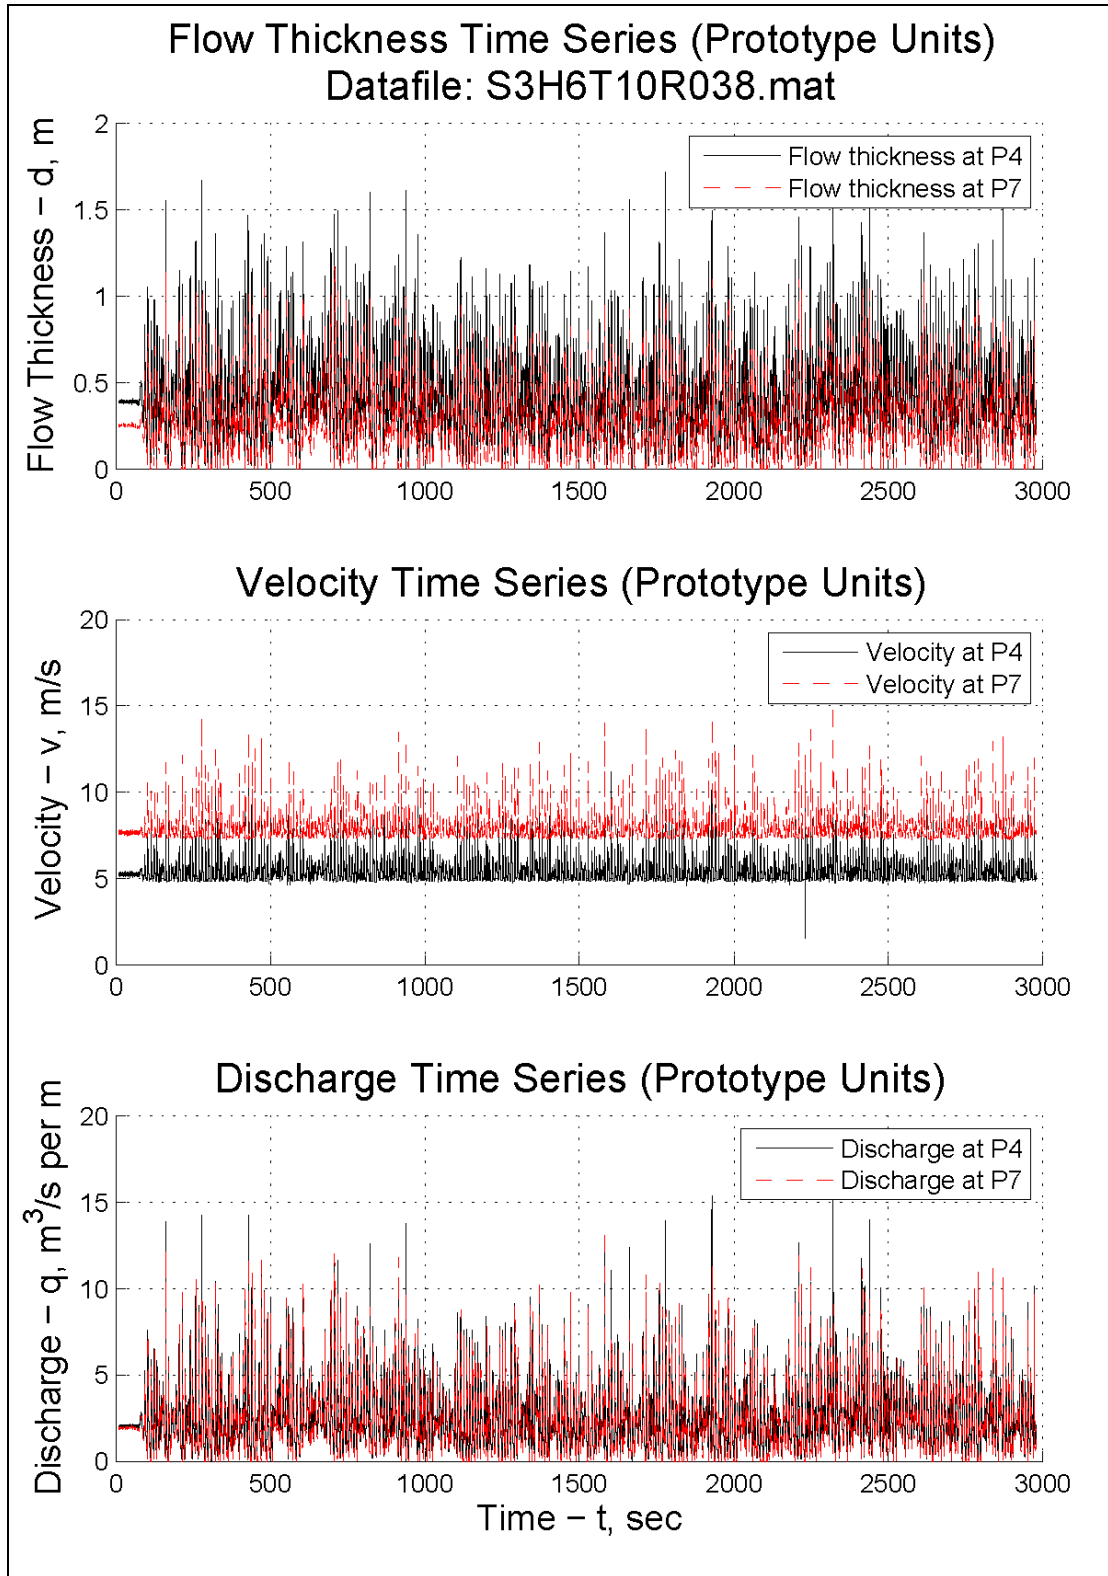 Flow Thickness Time Series (Prototype Units)
Datafile: S3H6T10R038.mat
Flow Thickness − d, m
2
1.5
1
0.5
0
0 500 1000 1500 2000 2500 3000
Flow thickness at P4
Flow thickness at P7
Velocity Time Series (Prototype Units)
Velocity − v, m/s
20
15
10
5
0
0 500 1000 1500 2000 2500 3000
Velocity at P4
Velocity at P7
Discharge Time Series (Prototype Units)
Discharge − q, m³/s per m
20
15
10
5
0
0 500 1000 1500 2000 2500 3000
Discharge at P4
Discharge at P7
Time − t, sec